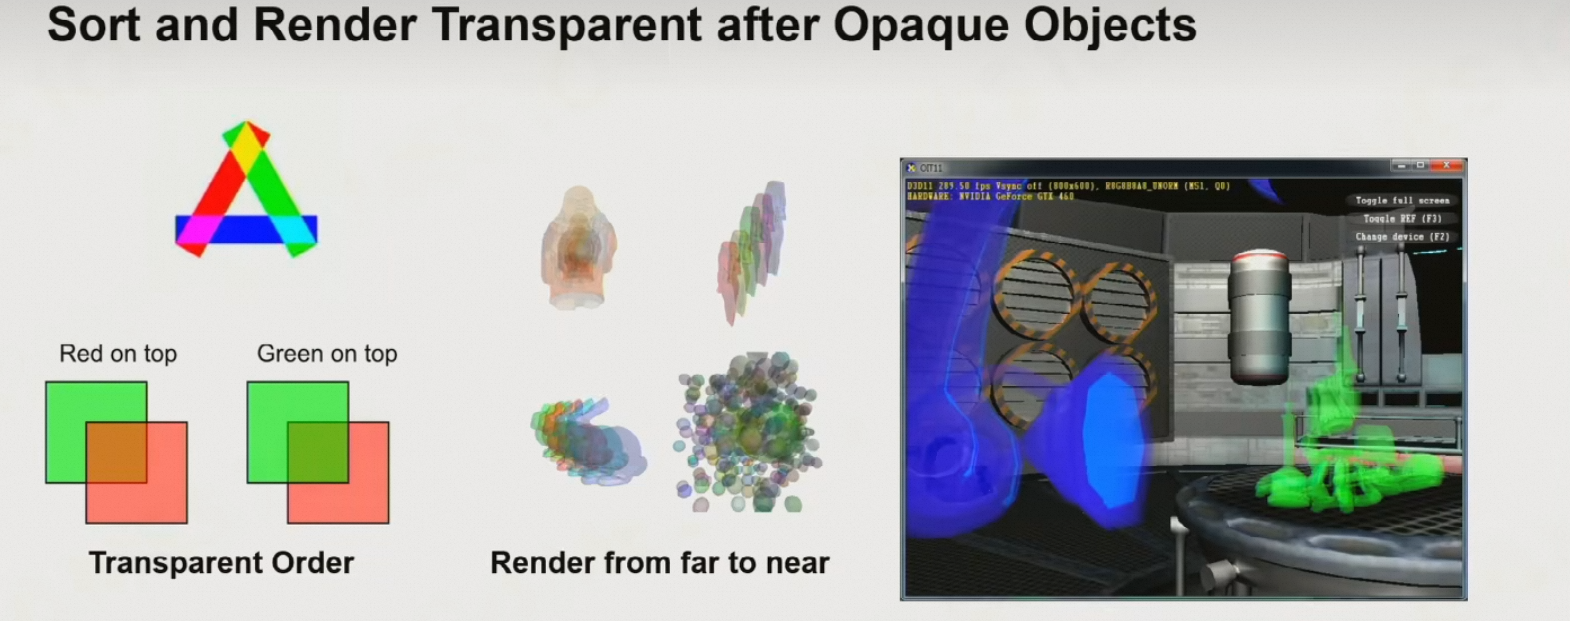 Sort and Render Transparent after Opaque Objects
Red on top
Green on top
Transparent Order
Render from far to near
OIT11
D3D11 289.50 fps Vsync off (800x600), R8G8B8A8_UNORM (MS1, Q0)
HARDWARE: NVIDIA GeForce GTX 460
Toggle full screen
Toggle REF (F3)
Change device (F2)